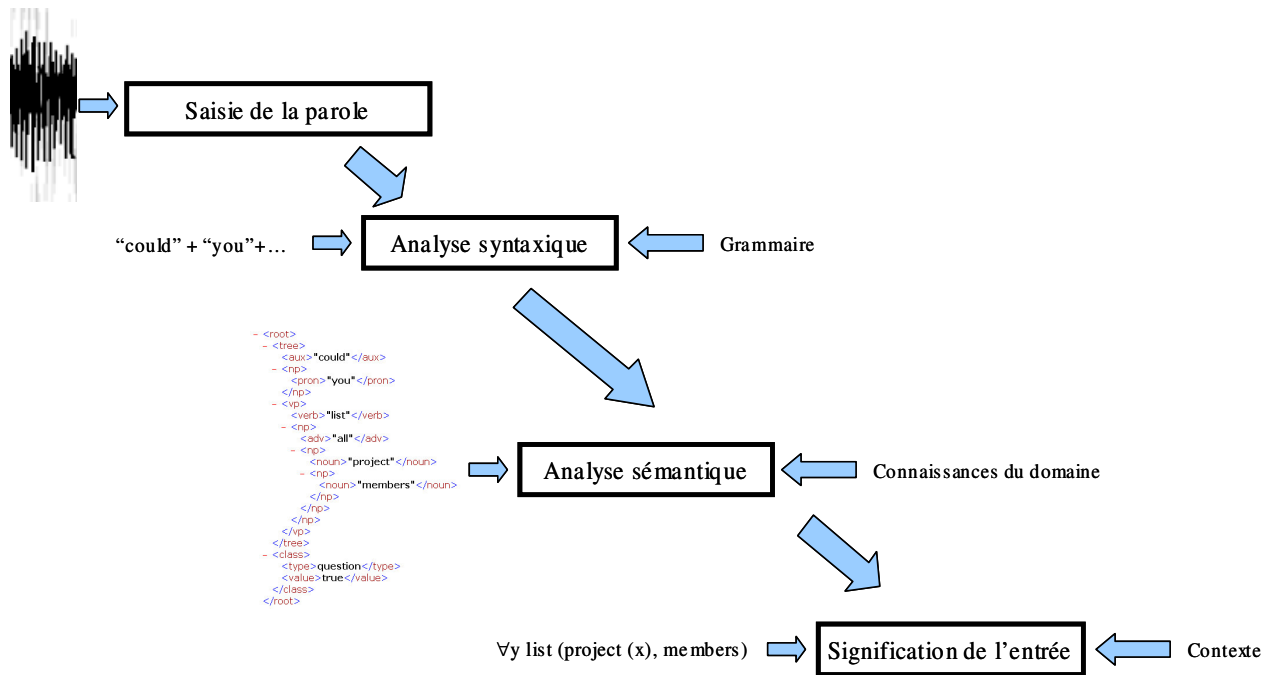 Saisie de la parole
“could” + “you”+…
Analyse syntaxique
Grammaire
- <root>
- <tree>
<aux>"could"</aux>
- <np>
<pron>"you"</pron>
</np>
- <vp>
<verb>"list"</verb>
- <np>
<adv>"all"</adv>
- <np>
<noun>"project"</noun>
- <np>
<noun>"members"</noun>
</np>
</np>
</np>
</vp>
</tree>
- <class>
<type>question</type>
<value>true</value>
</class>
</root>
Analyse sémantique
Connaissances du domaine
∀y list (project (x), members)
Signification de l’entrée
Contexte